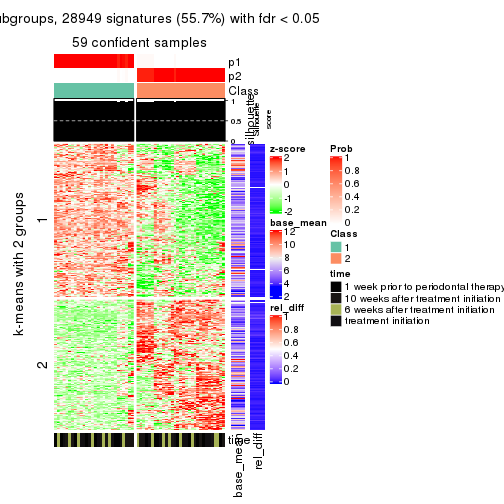 ubgroups, 28949 signatures (55.7%) with fdr < 0.05
59 confident samples
p1
p2
Class
1
0.5
0
silhouette
Silhouette
score
k-means with 2 groups
1
2
time
base_mean
rel_diff
z-score
2
1
0
-1
-2
base_mean
12
10
8
6
4
2
rel_diff
1
0.8
0.6
0.4
0.2
0
Prob
1
0.8
0.6
0.4
0.2
0
Class
1
2
time
1 week prior to periodontal therapy
10 weeks after treatment initiation
6 weeks after treatment initiation
treatment initiation